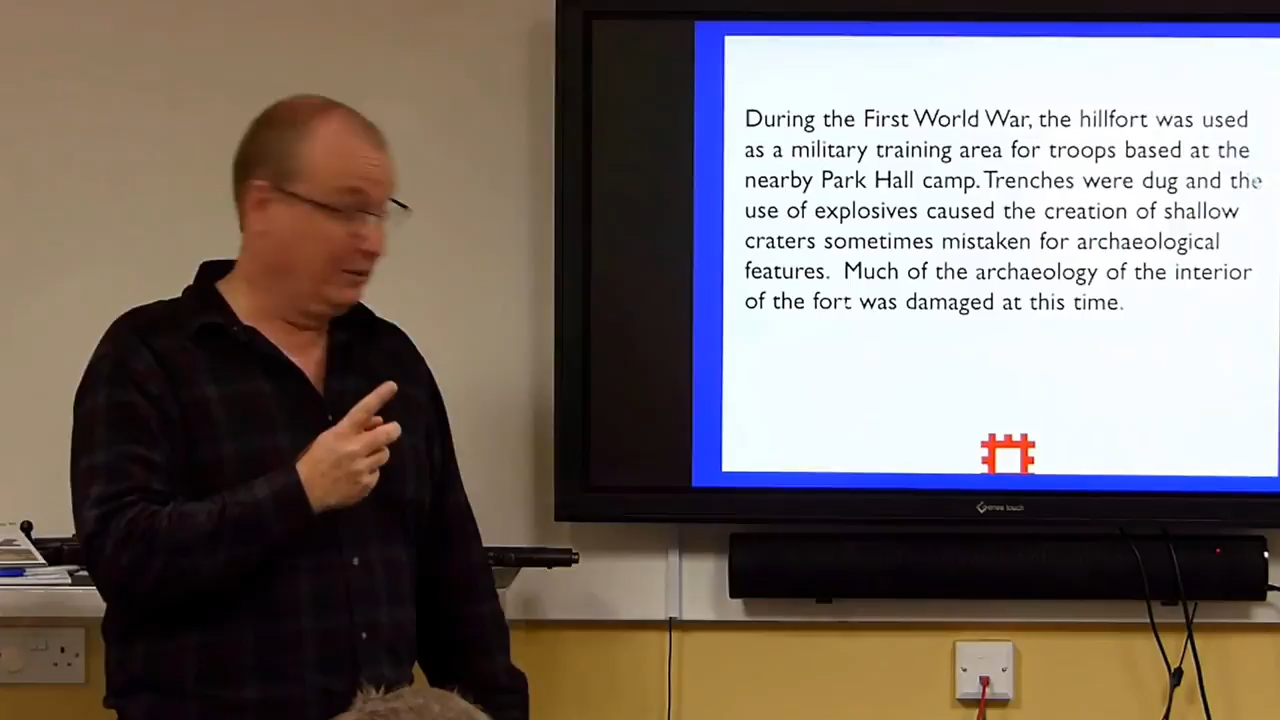 During the First World War, the hillfort was used
as a military training area for troops based at the
nearby Park Hall camp. Trenches were dug and the
use of explosives caused the creation of shallow
craters sometimes mistaken for archaeological
features. Much of the archaeology of the interior
of the fort was damaged at this time.
touch